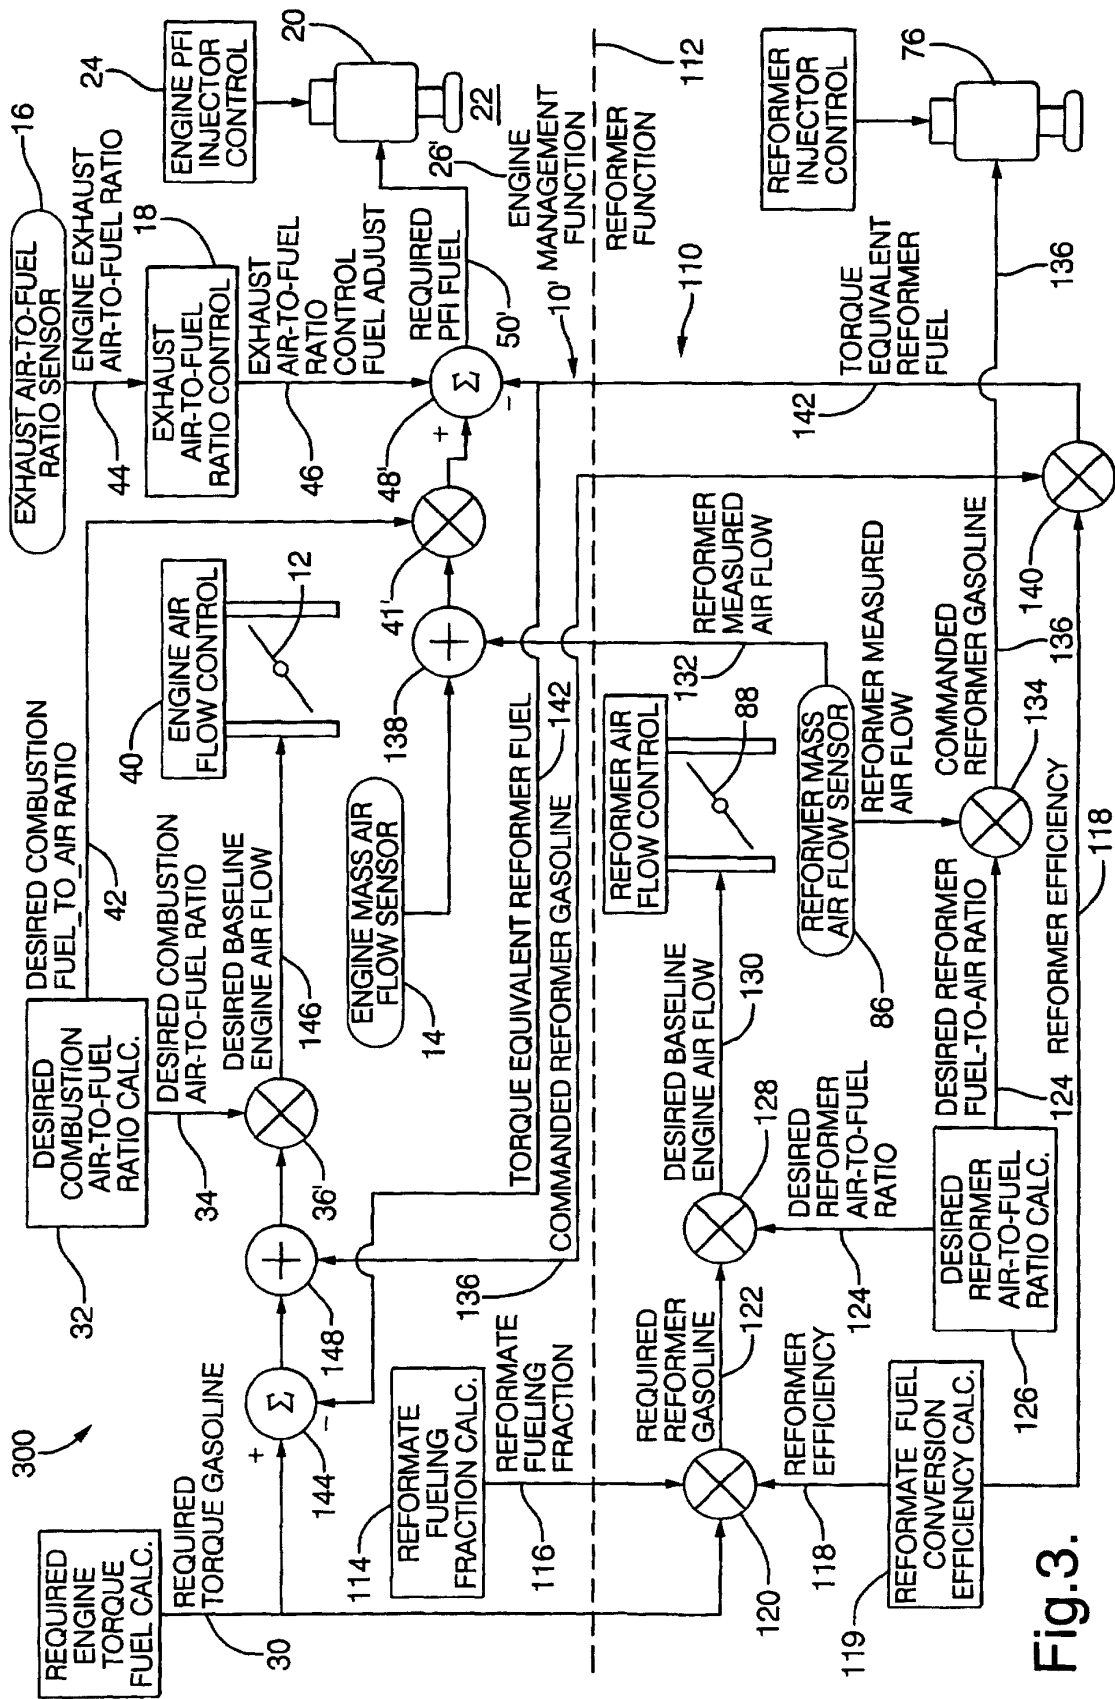 300
REQUIRED
ENGINE
TORQUE
FUEL CALC.
REQUIRED
TORQUE GASOLINE
30
+
-
Σ
144
148
DESIRED
COMBUSTION
AIR-TO-FUEL
RATIO CALC.
32
DESIRED COMBUSTION
FUEL_TO_AIR RATIO
42
DESIRED COMBUSTION
AIR-TO-FUEL RATIO
34
36'
DESIRED BASELINE
ENGINE AIR FLOW
146
40
ENGINE AIR
FLOW CONTROL
12
ENGINE MASS AIR
FLOW SENSOR
14
138
41'
EXHAUST AIR-TO-FUEL
RATIO SENSOR
16
ENGINE EXHAUST
AIR-TO-FUEL RATIO
44
EXHAUST
AIR-TO-FUEL
RATIO CONTROL
18
EXHAUST
AIR-TO-FUEL
RATIO
CONTROL
FUEL ADJUST
46
48'
+
Σ
-
REQUIRED
PFI FUEL
50'
24
ENGINE PFI
INJECTOR
CONTROL
20
22
26'
TORQUE EQUIVALENT REFORMER FUEL
142
COMMANDED REFORMER GASOLINE
136
10'
ENGINE
MANAGEMENT
FUNCTION
REFORMER
FUNCTION
112
110
114
REFORMATE
FUELING
FRACTION CALC.
REFORMATE
FUELING
FRACTION
116
120
REQUIRED
REFORMER
GASOLINE
122
REFORMER
EFFICIENCY
118
119
REFORMATE FUEL
CONVERSION
EFFICIENCY CALC.
128
DESIRED BASELINE
ENGINE AIR FLOW
130
DESIRED
REFORMER
AIR-TO-FUEL
RATIO
124
DESIRED
REFORMER
AIR-TO-FUEL
RATIO CALC.
126
REFORMER AIR
FLOW CONTROL
88
REFORMER MASS
AIR FLOW SENSOR
86
REFORMER
MEASURED
AIR FLOW
132
REFORMER MEASURED
AIR FLOW
DESIRED REFORMER
FUEL-TO-AIR RATIO
124
134
COMMANDED
REFORMER GASOLINE
136
REFORMER EFFICIENCY
118
140
TORQUE
EQUIVALENT
REFORMER
FUEL
142
136
REFORMER
INJECTOR
CONTROL
76
Fig.3.